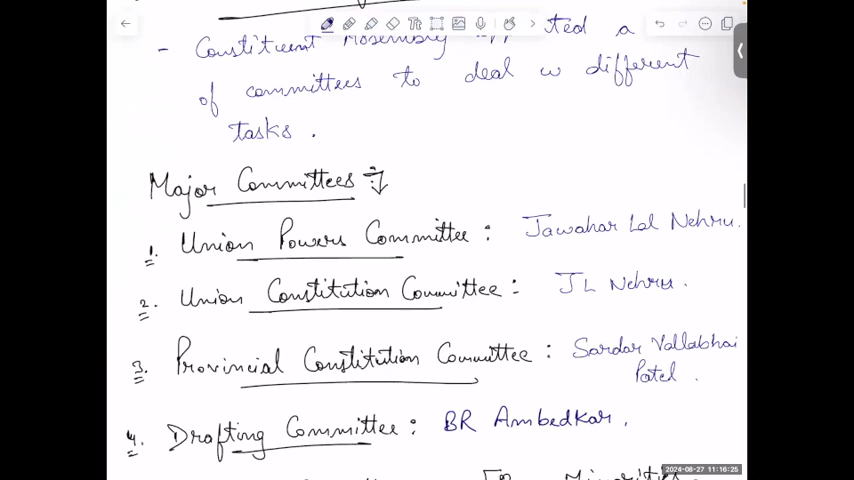 - Constituent Assembly ted a
of committees to deal w different
tasks.
Major Committees :
1. Union Powers Committee : Jawahar Lal Nehru.
2. Union Constitution Committee : JL Nehru.
3. Provincial Constitution Committee : Sardar Vallabhai
Patel.
4. Drafting Committee : BR Ambedkar.
Minorities
2024-08-27 11:16:25